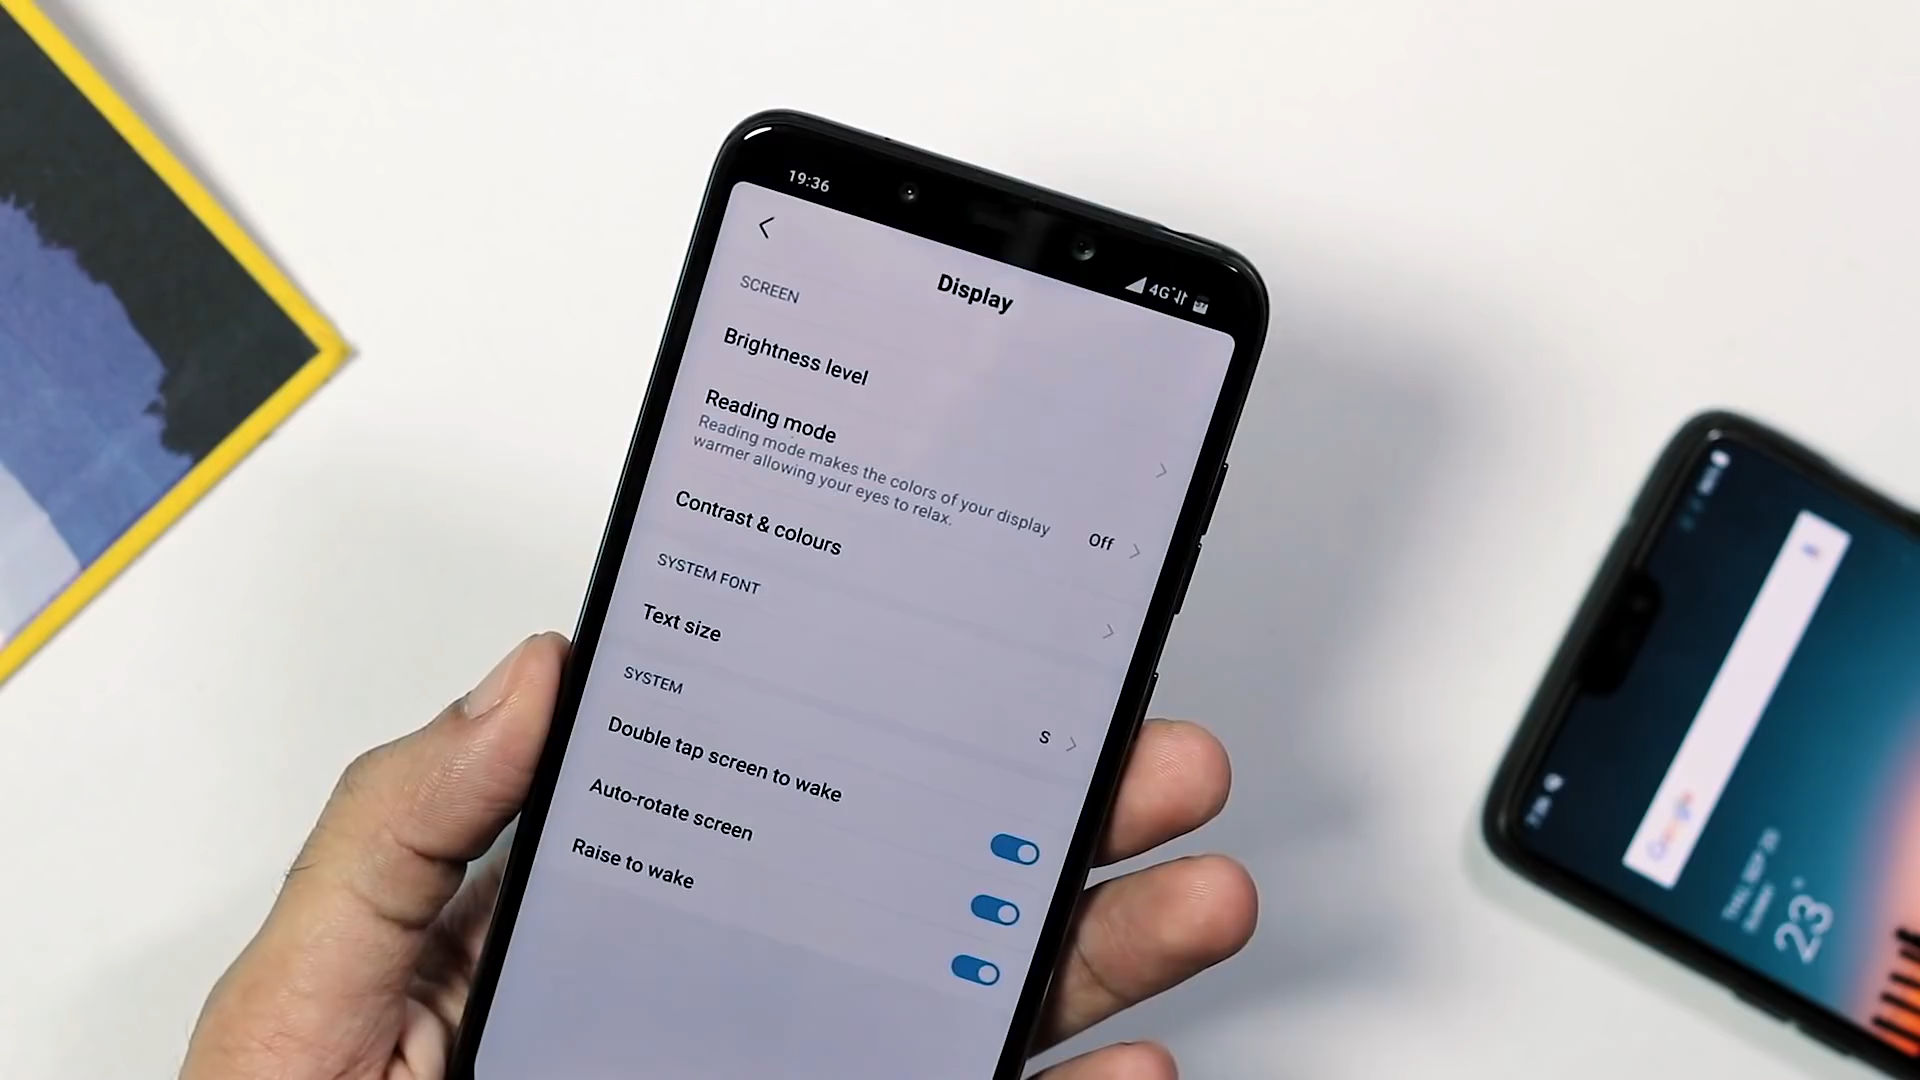 19:36
4G
Display
SCREEN
Brightness level
Reading mode
Reading mode makes the colors of your display
warmer allowing your eyes to relax.
Off
Contrast & colours
SYSTEM FONT
Text size
S
SYSTEM
Double tap screen to wake
Auto-rotate screen
Raise to wake
Google
23°